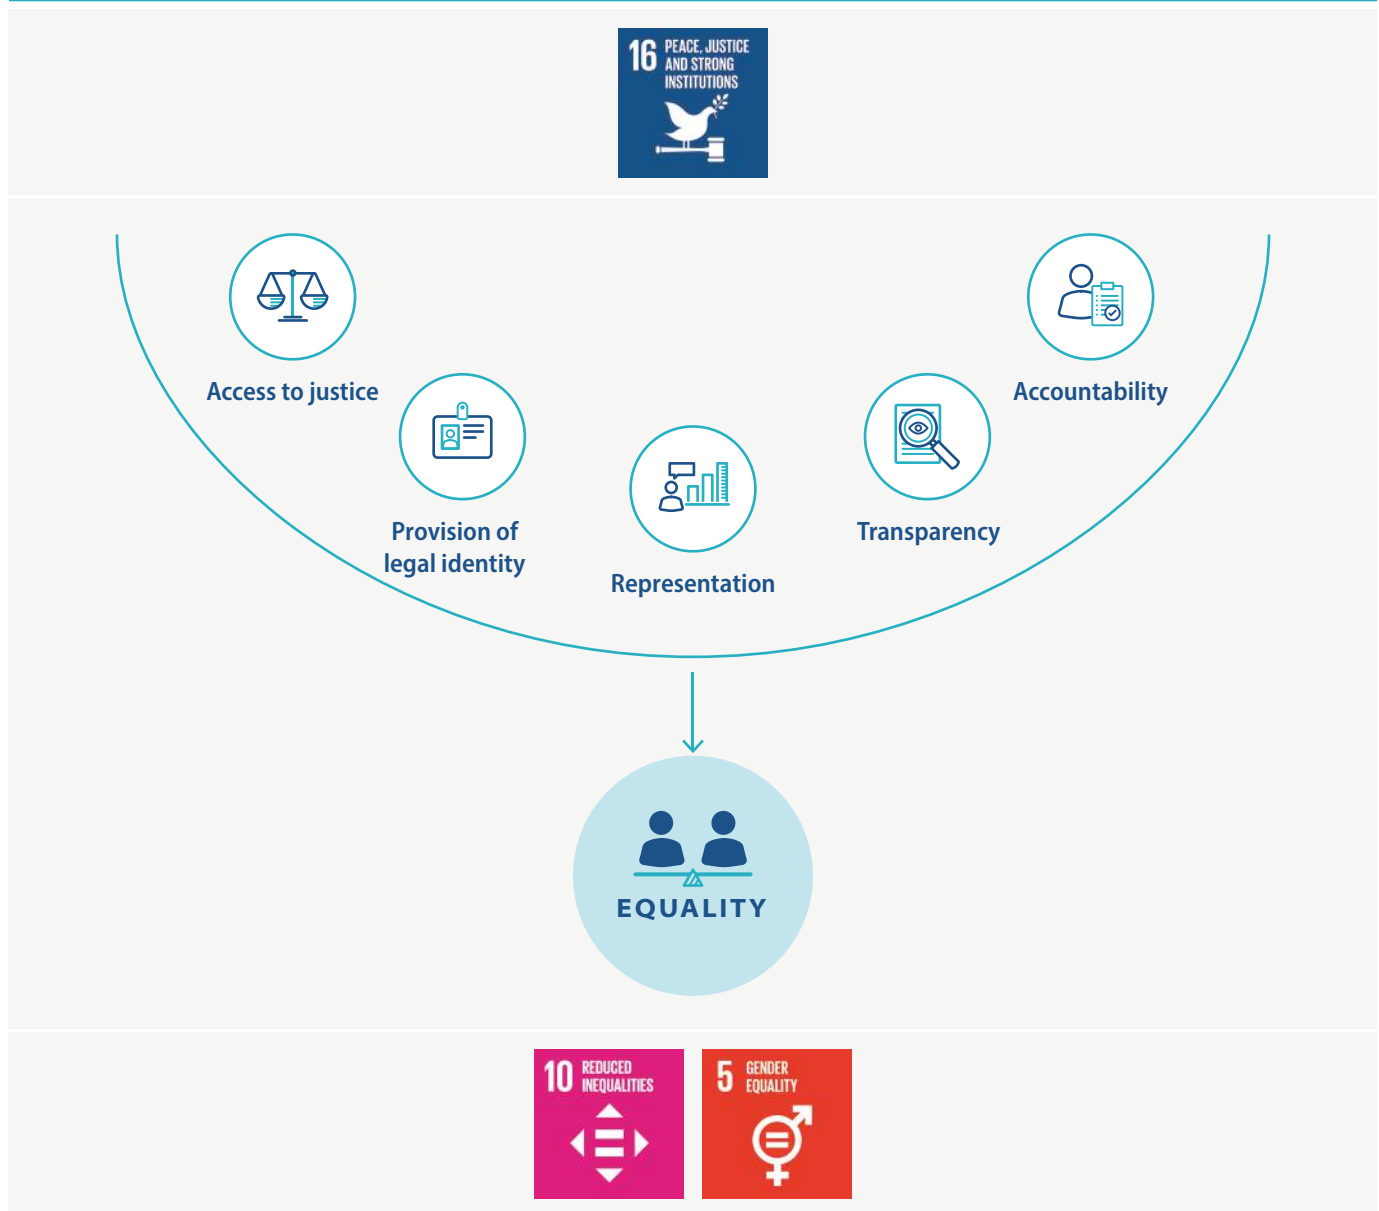 16 PEACE, JUSTICE
AND STRONG
INSTITUTIONS
Access to justice
Provision of
legal identity
Representation
Transparency
Accountability
EQUALITY
10 REDUCED
INEQUALITIES
5 GENDER
EQUALITY